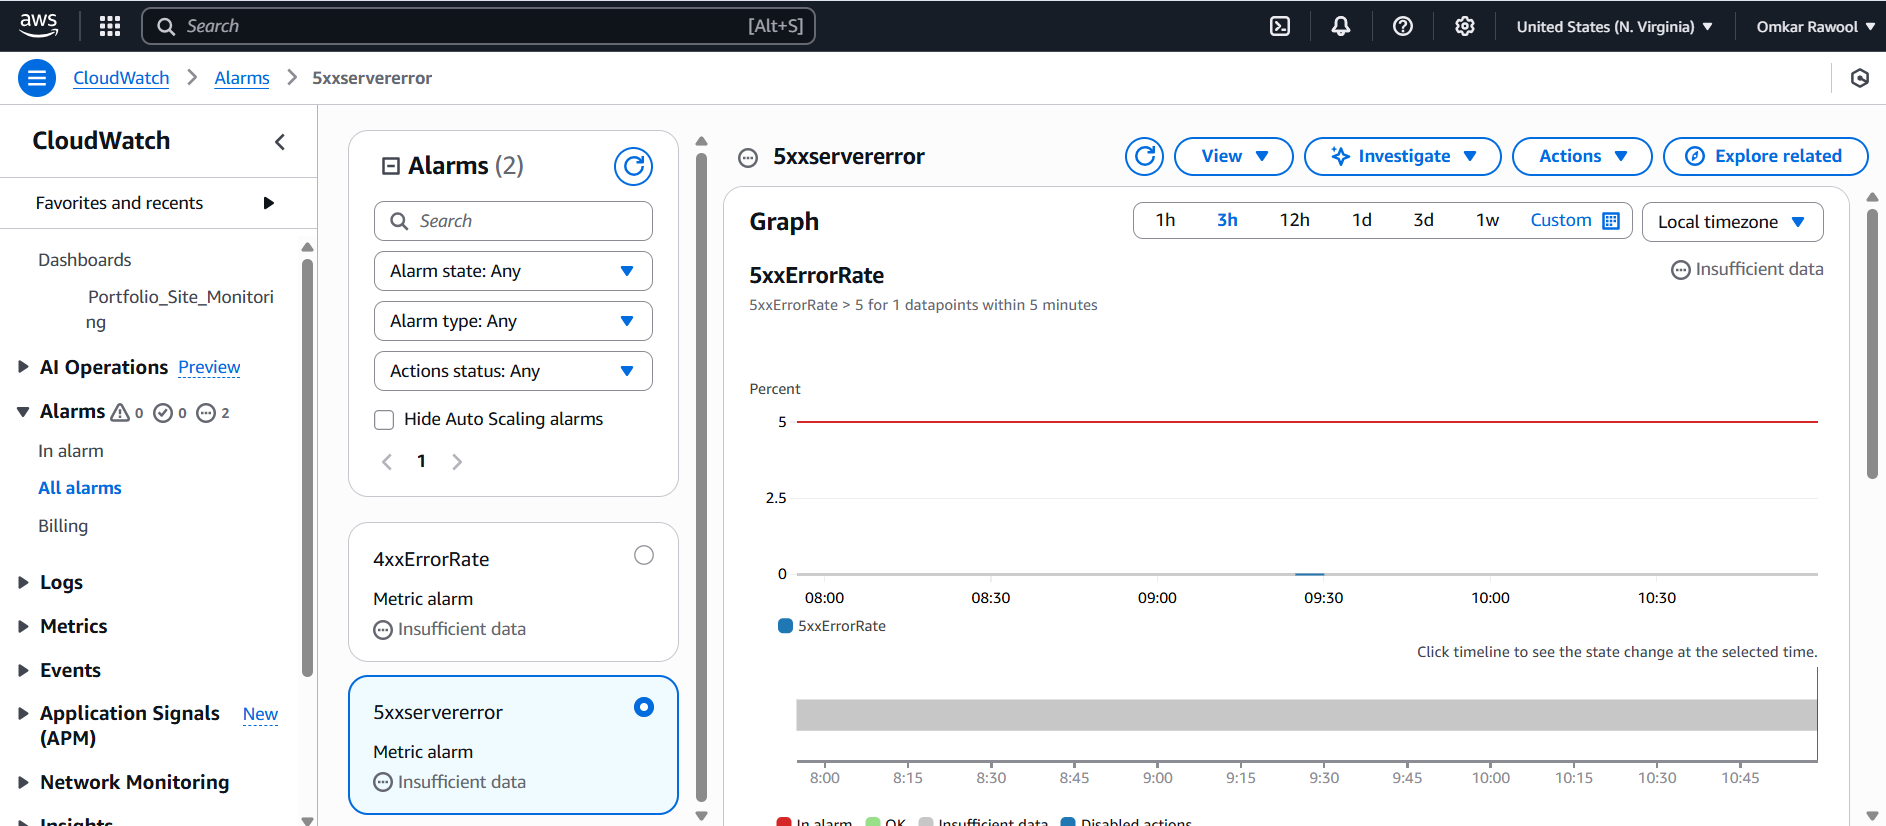 aws
Search
[Alt+S]
United States (N. Virginia)
Omkar Rawool
CloudWatch
Alarms
5xxservererror
CloudWatch
Favorites and recents
Dashboards
Portfolio_Site_Monitori
ng
AI Operations Preview
Alarms 0 0 2
In alarm
All alarms
Billing
Logs
Metrics
Events
Application Signals New
(APM)
Network Monitoring
Insights
Alarms (2)
Search
Alarm state: Any
Alarm type: Any
Actions status: Any
Hide Auto Scaling alarms
1
4xxErrorRate
Metric alarm
Insufficient data
5xxservererror
Metric alarm
Insufficient data
5xxservererror
View
Investigate
Actions
Explore related
Graph
1h 3h 12h 1d 3d 1w Custom
Local timezone
5xxErrorRate
Insufficient data
5xxErrorRate > 5 for 1 datapoints within 5 minutes
Percent
5
2.5
0
08:00 08:30 09:00 09:30 10:00 10:30
5xxErrorRate
Click timeline to see the state change at the selected time.
8:00 8:15 8:30 8:45 9:00 9:15 9:30 9:45 10:00 10:15 10:30 10:45
In alarm OK Insufficient data Disabled actions